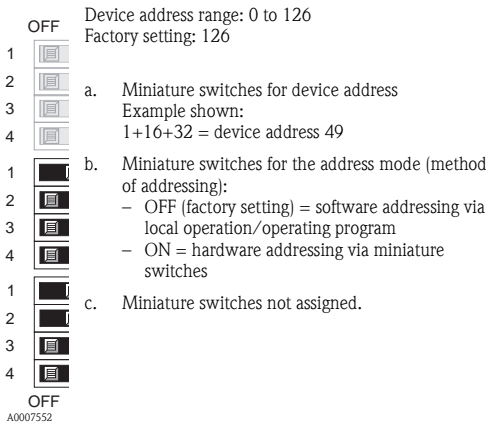 OFF
1
2
3
4
1
2
3
4
1
2
3
4
OFF
A0007552
Device address range: 0 to 126
Factory setting: 126
a. Miniature switches for device address
Example shown:
1+16+32 = device address 49
b. Miniature switches for the address mode (method
of addressing):
– OFF (factory setting) = software addressing via
local operation/operating program
– ON = hardware addressing via miniature
switches
c. Miniature switches not assigned.